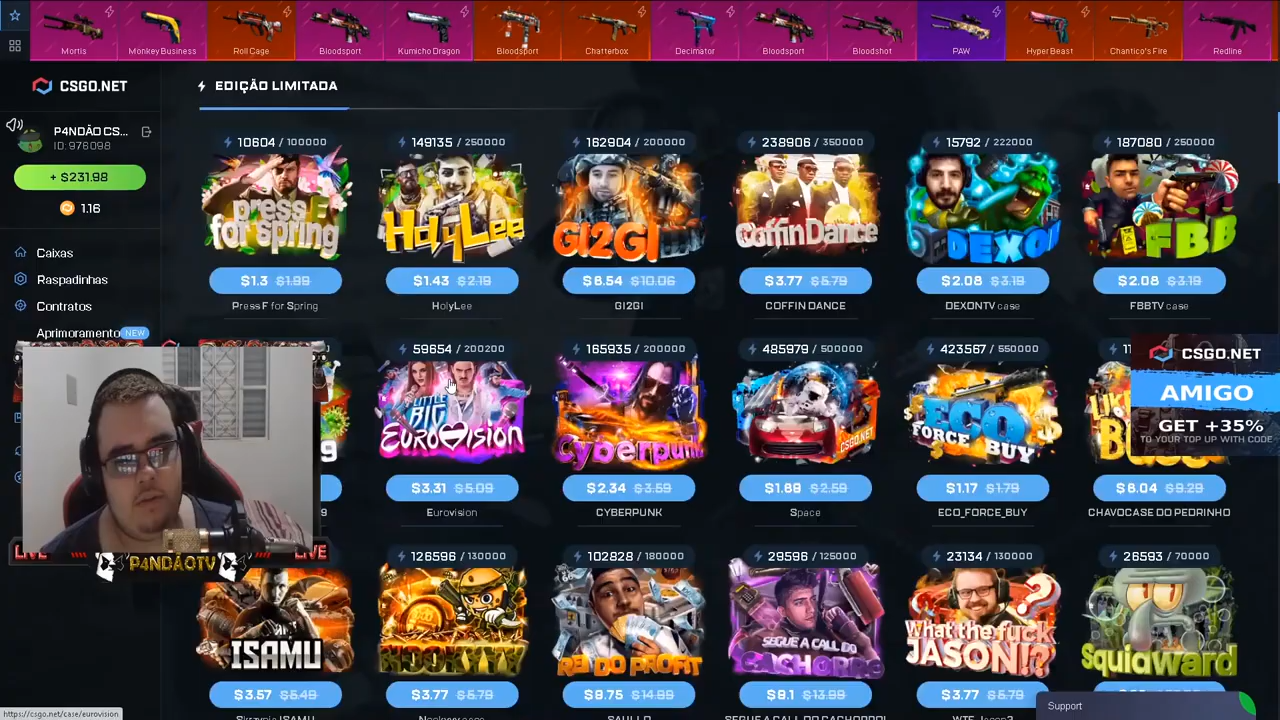 Mortis
Monkey Business
Roll Cage
Bloodsport
Kumicho Dragon
Bloodsport
Chatterbox
Decimator
Bloodsport
Bloodshot
PAW
Hyper Beast
Chantico's Fire
Redline
CSGO.NET
P4NDÃO CS...
ID: 976098
+ $231.98
1.16
Caixas
Raspadinhas
Contratos
Aprimoramento NEW
EDIÇÃO LIMITADA
10604 / 100000
149135 / 250000
162904 / 200000
238906 / 350000
15792 / 222000
187080 / 250000
press F for spring
HolyLee
GI2GI
Coffin Dance
DEXON
FBB
$1.3 $1.99
$1.43 $2.19
$6.54 $10.06
$3.77 $5.79
$2.08 $3.19
$2.08 $3.19
Press F for Spring
HolyLee
GI2GI
COFFIN DANCE
DEXONTV case
FBBTV case
59654 / 200200
165935 / 200000
485979 / 500000
423567 / 550000
LITTLE BIG
EUROVISION
Cyberpunk
CSGO.NET
ECO
FORCE BUY
$3.31 $5.09
$2.34 $3.59
$1.68 $2.59
$1.17 $1.79
$6.04 $9.29
Eurovision
CYBERPUNK
Space
ECO_FORCE_BUY
CHAVOCASE DO PEDRINHO
CSGO.NET
AMIGO
GET +35%
TO YOUR TOP UP WITH CODE
LIVE
P4NDÃOTV
LIVE
126596 / 130000
102828 / 180000
29596 / 125000
23134 / 130000
26593 / 70000
ISAMU
REI DO PROFIT
SEGUE A CALL DO
CACHORRO
What the fuck
JASON!?
Squidward
$3.57 $5.49
$3.77 $5.79
$9.75 $14.99
$9.1 $13.99
$3.77 $5.79
Support
https://csgo.net/case/eurovision